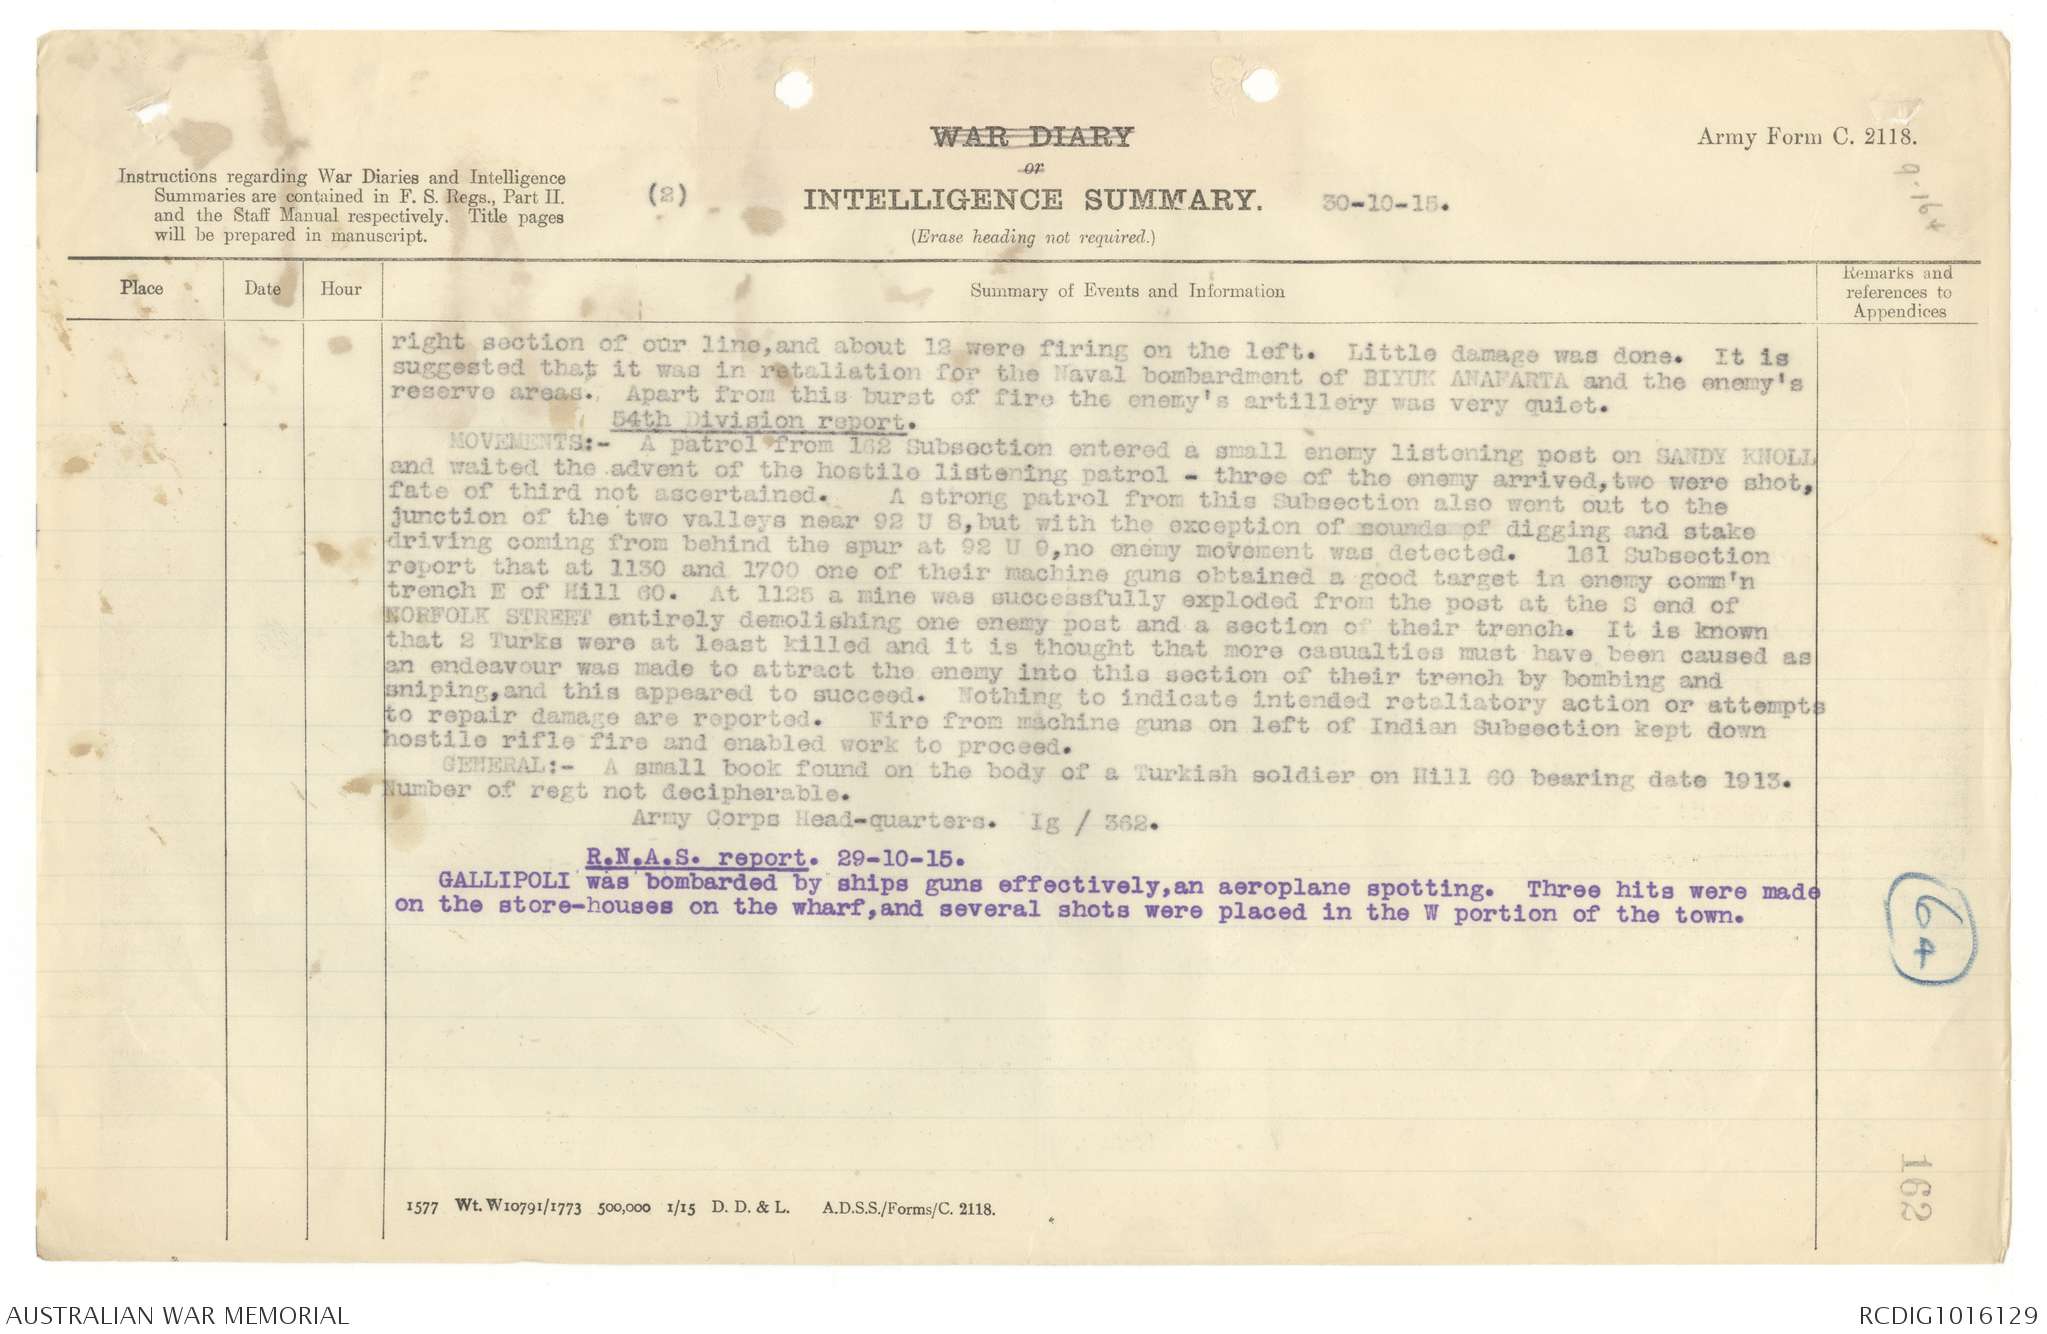 WAR DIARY
or
INTELLIGENCE SUMMARY.
(Erase heading not required.)
Army Form C. 2118.
Instructions regarding War Diaries and Intelligence
Summaries are contained in F. S. Regs., Part II.
and the Staff Manual respectively. Title pages
will be prepared in manuscript.
(2)
30-10-15.
Place
Date
Hour
Summary of Events and Information
Remarks and
references to
Appendices
right section of our line,and about 12 were firing on the left. Little damage was done. It is
suggested that it was in retaliation for the Naval bombardment of BIYUK ANAFARTA and the enemy's
reserve areas. Apart from this burst of fire the enemy's artillery was very quiet.
54th Division report.
MOVEMENTS:- A patrol from 162 Subsection entered a small enemy listening post on SANDY KNOLL
and waited the advent of the hostile listening patrol - three of the enemy arrived,two were shot,
fate of third not ascertained. A strong patrol from this Subsection also went out to the
junction of the two valleys near 92 U 8,but with the exception of sounds of digging and stake
driving coming from behind the spur at 92 U 9,no enemy movement was detected. 161 Subsection
report that at 1130 and 1700 one of their machine guns obtained a good target in enemy comm'n
trench E of Hill 60. At 1125 a mine was successfully exploded from the post at the S end of
NORFOLK STREET entirely demolishing one enemy post and a section of their trench. It is known
that 2 Turks were at least killed and it is thought that more casualties must have been caused as
an endeavour was made to attract the enemy into this section of their trench by bombing and
sniping,and this appeared to succeed. Nothing to indicate intended retaliatory action or attempts
to repair damage are reported. Fire from machine guns on left of Indian Subsection kept down
hostile rifle fire and enabled work to proceed.
GENERAL:- A small book found on the body of a Turkish soldier on Hill 60 bearing date 1913.
Number of regt not decipherable.
Army Corps Head-quarters. Ig / 362.
R.N.A.S. report. 29-10-15.
GALLIPOLI was bombarded by ships guns effectively,an aeroplane spotting. Three hits were made
on the store-houses on the wharf,and several shots were placed in the W portion of the town.
64
162
1577 Wt. W10791/1773 500,000 1/15 D. D. & L. A.D.S.S./Forms/C. 2118.
AUSTRALIAN WAR MEMORIAL
RCDIG1016129